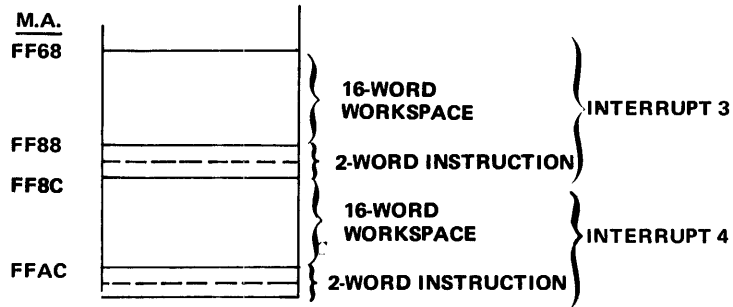 M.A.
FF68
16-WORD
WORKSPACE
INTERRUPT 3
FF88
2-WORD INSTRUCTION
FF8C
16-WORD
WORKSPACE
INTERRUPT 4
FFAC
2-WORD INSTRUCTION